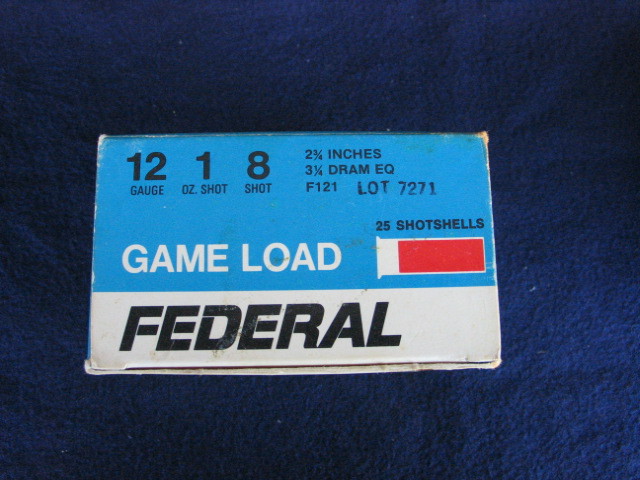 12 1 8 2¾ INCHES
GAUGE OZ. SHOT SHOT 3¼ DRAM EQ
F121 LOT 7271
25 SHOTSHELLS
GAME LOAD
FEDERAL